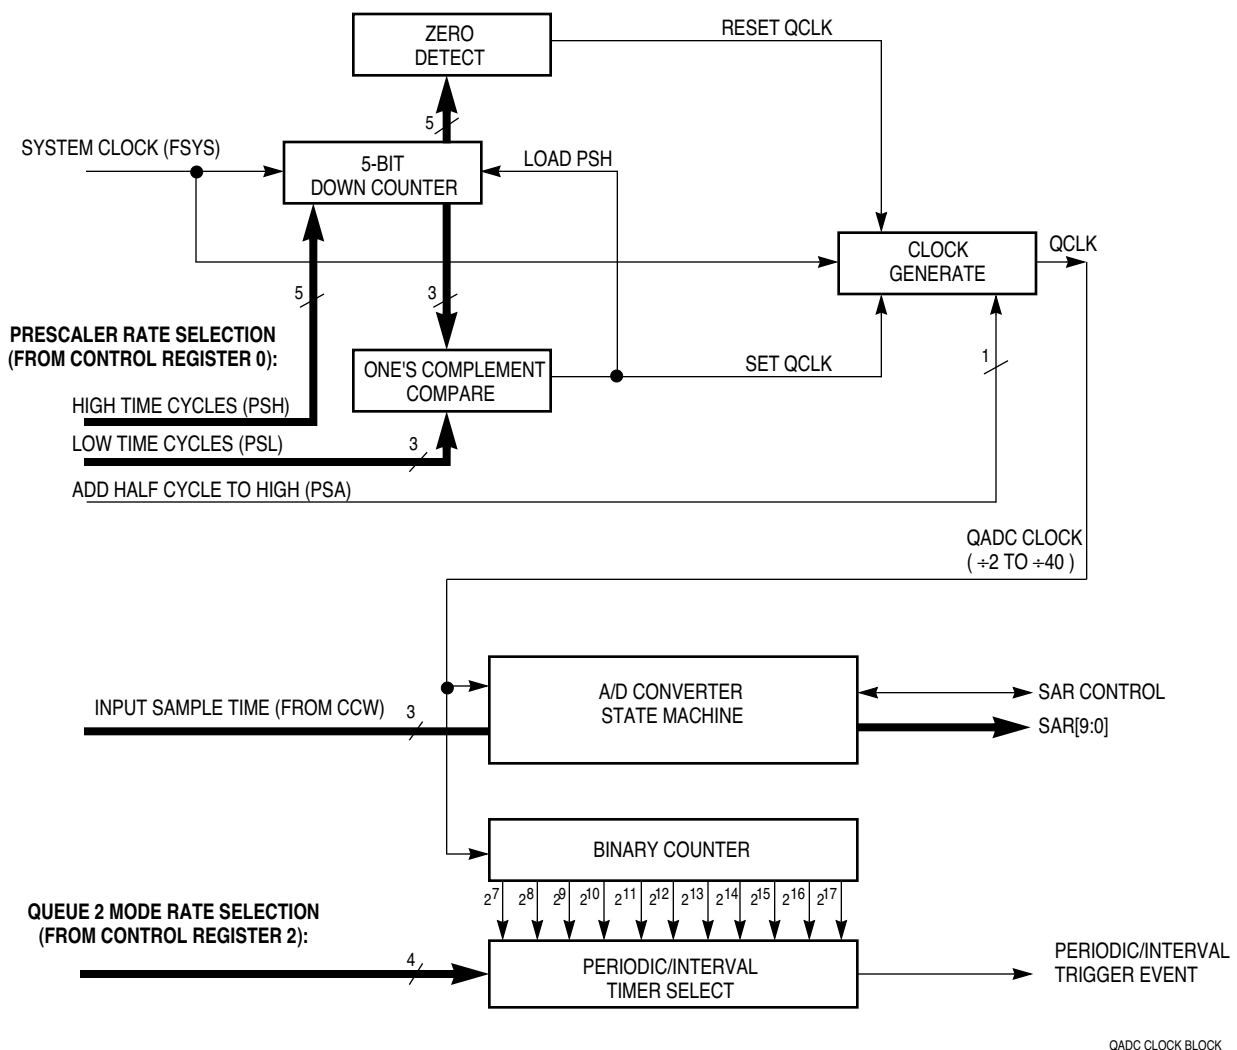 ZERO
DETECT
RESET QCLK
5
SYSTEM CLOCK (FSYS)
5-BIT
DOWN COUNTER
LOAD PSH
CLOCK
GENERATE
QCLK
5
3
PRESCALER RATE SELECTION
(FROM CONTROL REGISTER 0):
ONE'S COMPLEMENT
COMPARE
SET QCLK
1
HIGH TIME CYCLES (PSH)
LOW TIME CYCLES (PSL)
3
ADD HALF CYCLE TO HIGH (PSA)
QADC CLOCK
( ÷2 TO ÷40 )
A/D CONVERTER
STATE MACHINE
SAR CONTROL
INPUT SAMPLE TIME (FROM CCW)
3
SAR[9:0]
BINARY COUNTER
2^7 2^8 2^9 2^10 2^11 2^12 2^13 2^14 2^15 2^16 2^17
QUEUE 2 MODE RATE SELECTION
(FROM CONTROL REGISTER 2):
4
PERIODIC/INTERVAL
TIMER SELECT
PERIODIC/INTERVAL
TRIGGER EVENT
QADC CLOCK BLOCK